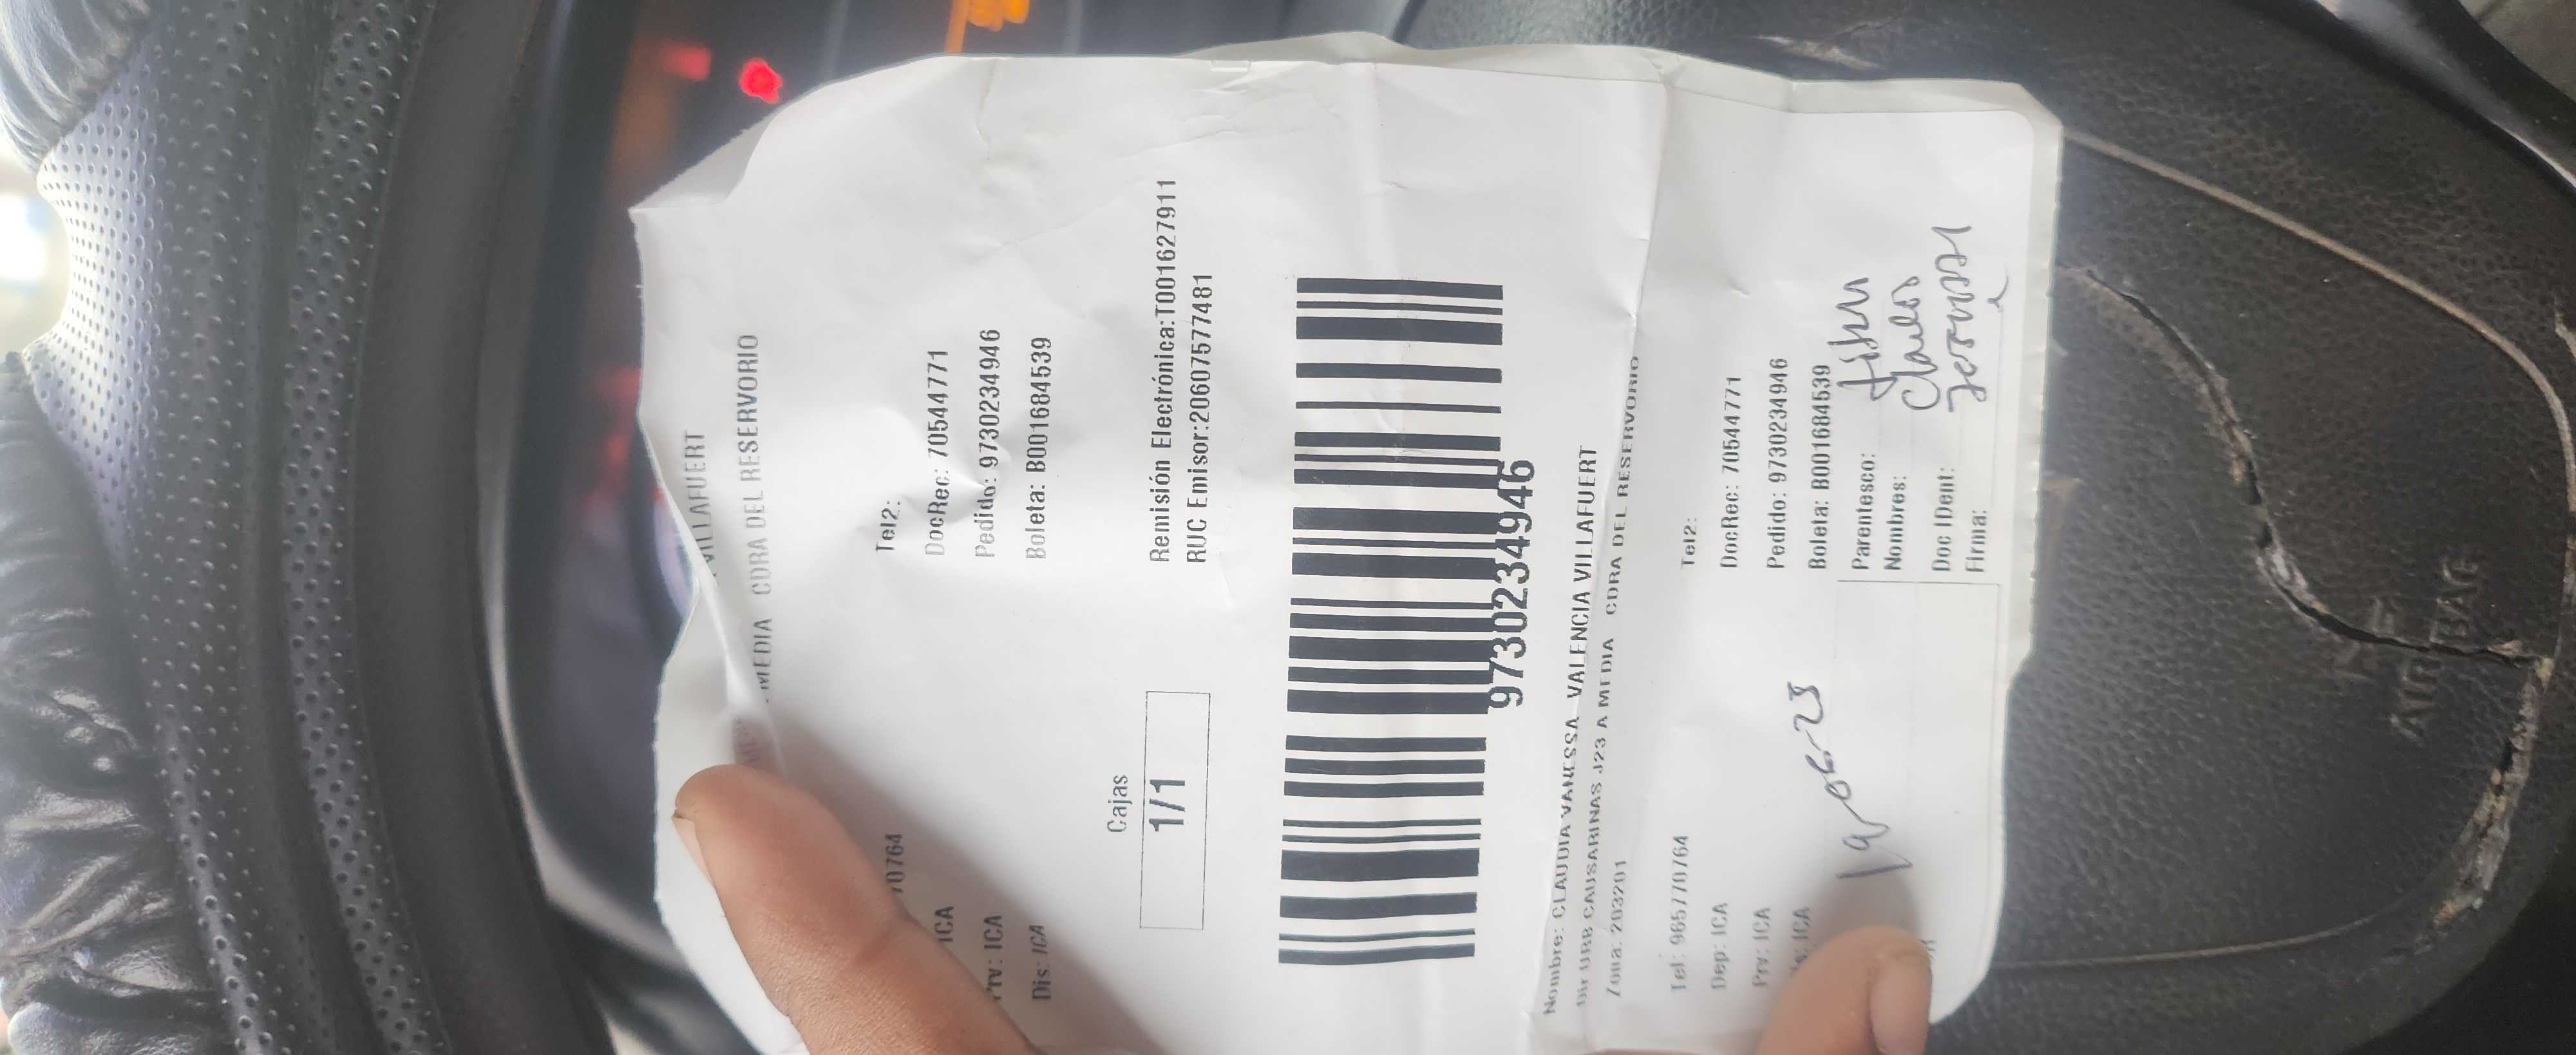 VILLAFUERT
MEDIA CDRA DEL RESERVORIO
70764
Tel2:
ICA
DocRec: 70544771
Prv: ICA
Pedido: 9730234946
Dis: ICA
Boleta: B001684539
Cajas
1/1
Remisión Electrónica:T001627911
RUC Emisor:20607577481
9730234946
Nombre: CLAUDIA VANESSA VALENCIA VILLAFUERT
Dir URB CAUSARINAS J23 A MEDIA CDRA DEL RESERVORIO
Zona: 203201
Tel: 965770764
Tel2:
Dep: ICA
DocRec: 70544771
Prv: ICA
Pedido: 9730234946
ICA
Boleta: B001684539
Parentesco:
Nombres: Claudia
Doc IDent:
Firma:
AIRBAG